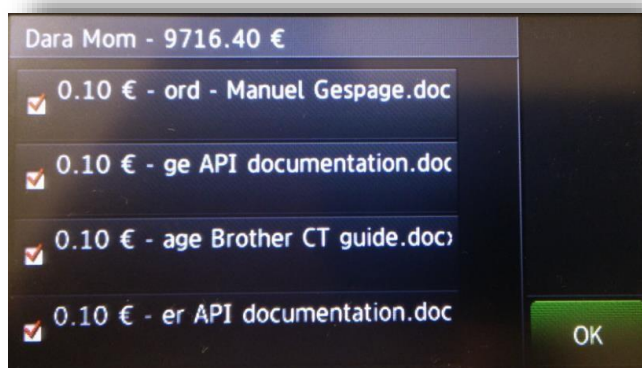 Dara Mom - 9716.40 €
0.10 € - ord - Manuel Gespage.doc
0.10 € - ge API documentation.doc
0.10 € - age Brother CT guide.docx
0.10 € - er API documentation.doc
OK